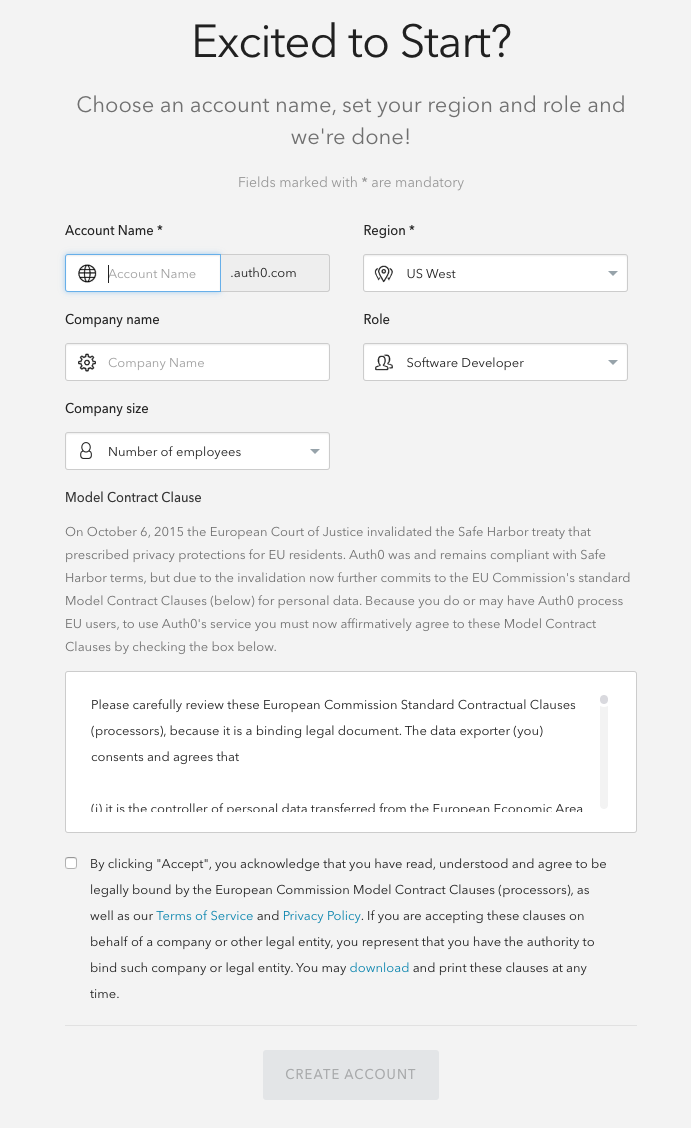 Excited to Start?
Choose an account name, set your region and role and
we're done!
Fields marked with * are mandatory
Account Name *
Region *
Account Name
.auth0.com
US West
Company name
Role
Company Name
Software Developer
Company size
Number of employees
Model Contract Clause
On October 6, 2015 the European Court of Justice invalidated the Safe Harbor treaty that
prescribed privacy protections for EU residents. Auth0 was and remains compliant with Safe
Harbor terms, but due to the invalidation now further commits to the EU Commission's standard
Model Contract Clauses (below) for personal data. Because you do or may have Auth0 process
EU users, to use Auth0's service you must now affirmatively agree to these Model Contract
Clauses by checking the box below.
Please carefully review these European Commission Standard Contractual Clauses
(processors), because it is a binding legal document. The data exporter (you)
consents and agrees that
(i) it is the controller of personal data transferred from the European Economic Area
By clicking "Accept", you acknowledge that you have read, understood and agree to be
legally bound by the European Commission Model Contract Clauses (processors), as
well as our Terms of Service and Privacy Policy. If you are accepting these clauses on
behalf of a company or other legal entity, you represent that you have the authority to
bind such company or legal entity. You may download and print these clauses at any
time.
CREATE ACCOUNT